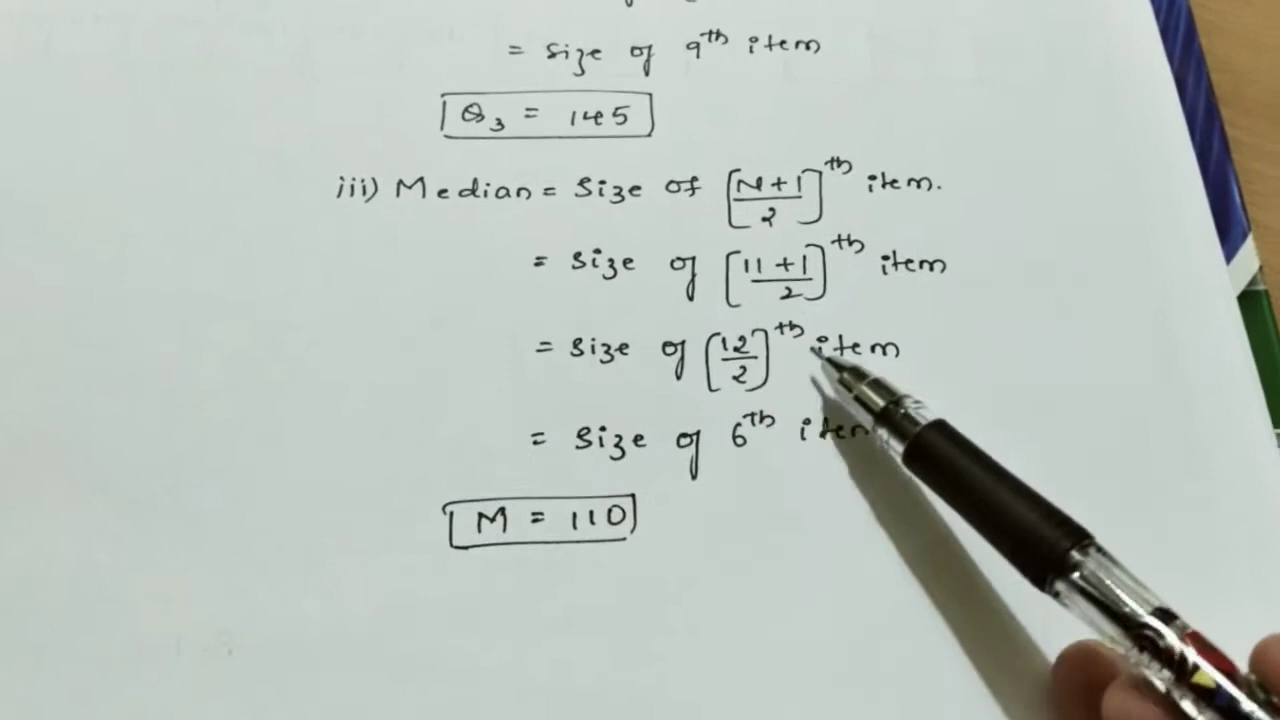 = Size of 9th item
Q3 = 145
iii) Median = Size of [N+1/2]th item.
= Size of [11+1/2]th item
= Size of [12/2]th item
= Size of 6th item
M = 110